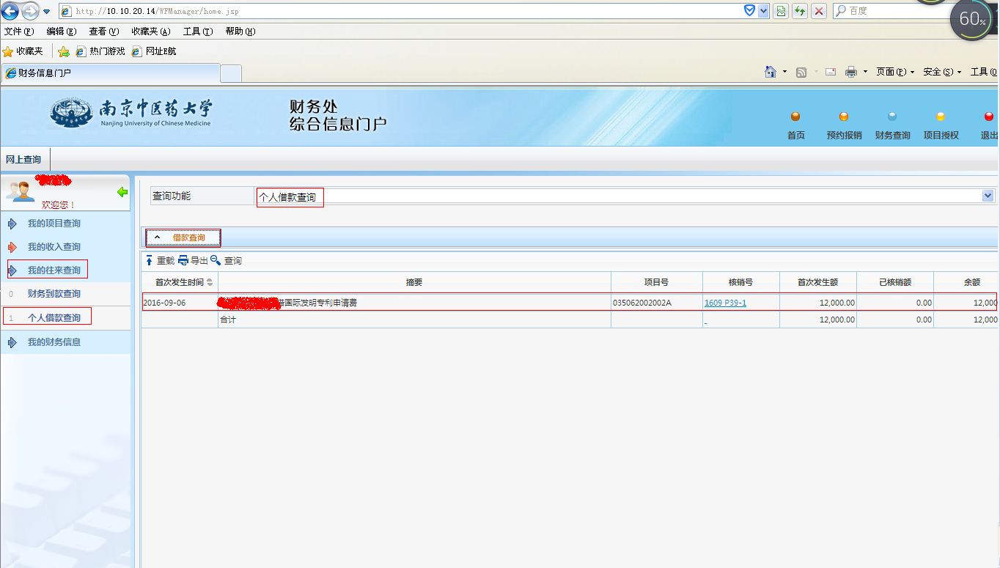 http://10.10.20.14/WFManager/home.jsp
百度
60%
文件(F) 编辑(E) 查看(V) 收藏夹(A) 工具(T) 帮助(H)
收藏夹 热门游戏 网址导航
财务信息门户
页面(P) 安全(S) 工具(O
南京中医药大学
Nanjing University of Chinese Medicine
财务处
综合信息门户
首页 预约报销 财务查询 项目授权 退出
网上查询
欢迎您！
我的项目查询
我的收入查询
我的往来查询
0 财务到款查询
1 个人借款查询
我的财务信息
查询功能 个人借款查询
借款查询
重载 导出 查询
首次发生时间 摘要 项目号 核销号 首次发生额 已核销额 余额
2016-09-06 借国际发明专利申请费 035062002002A 1609 P39-1 12,000.00 0.00 12,000
合计 - 12,000.00 0.00 12,000